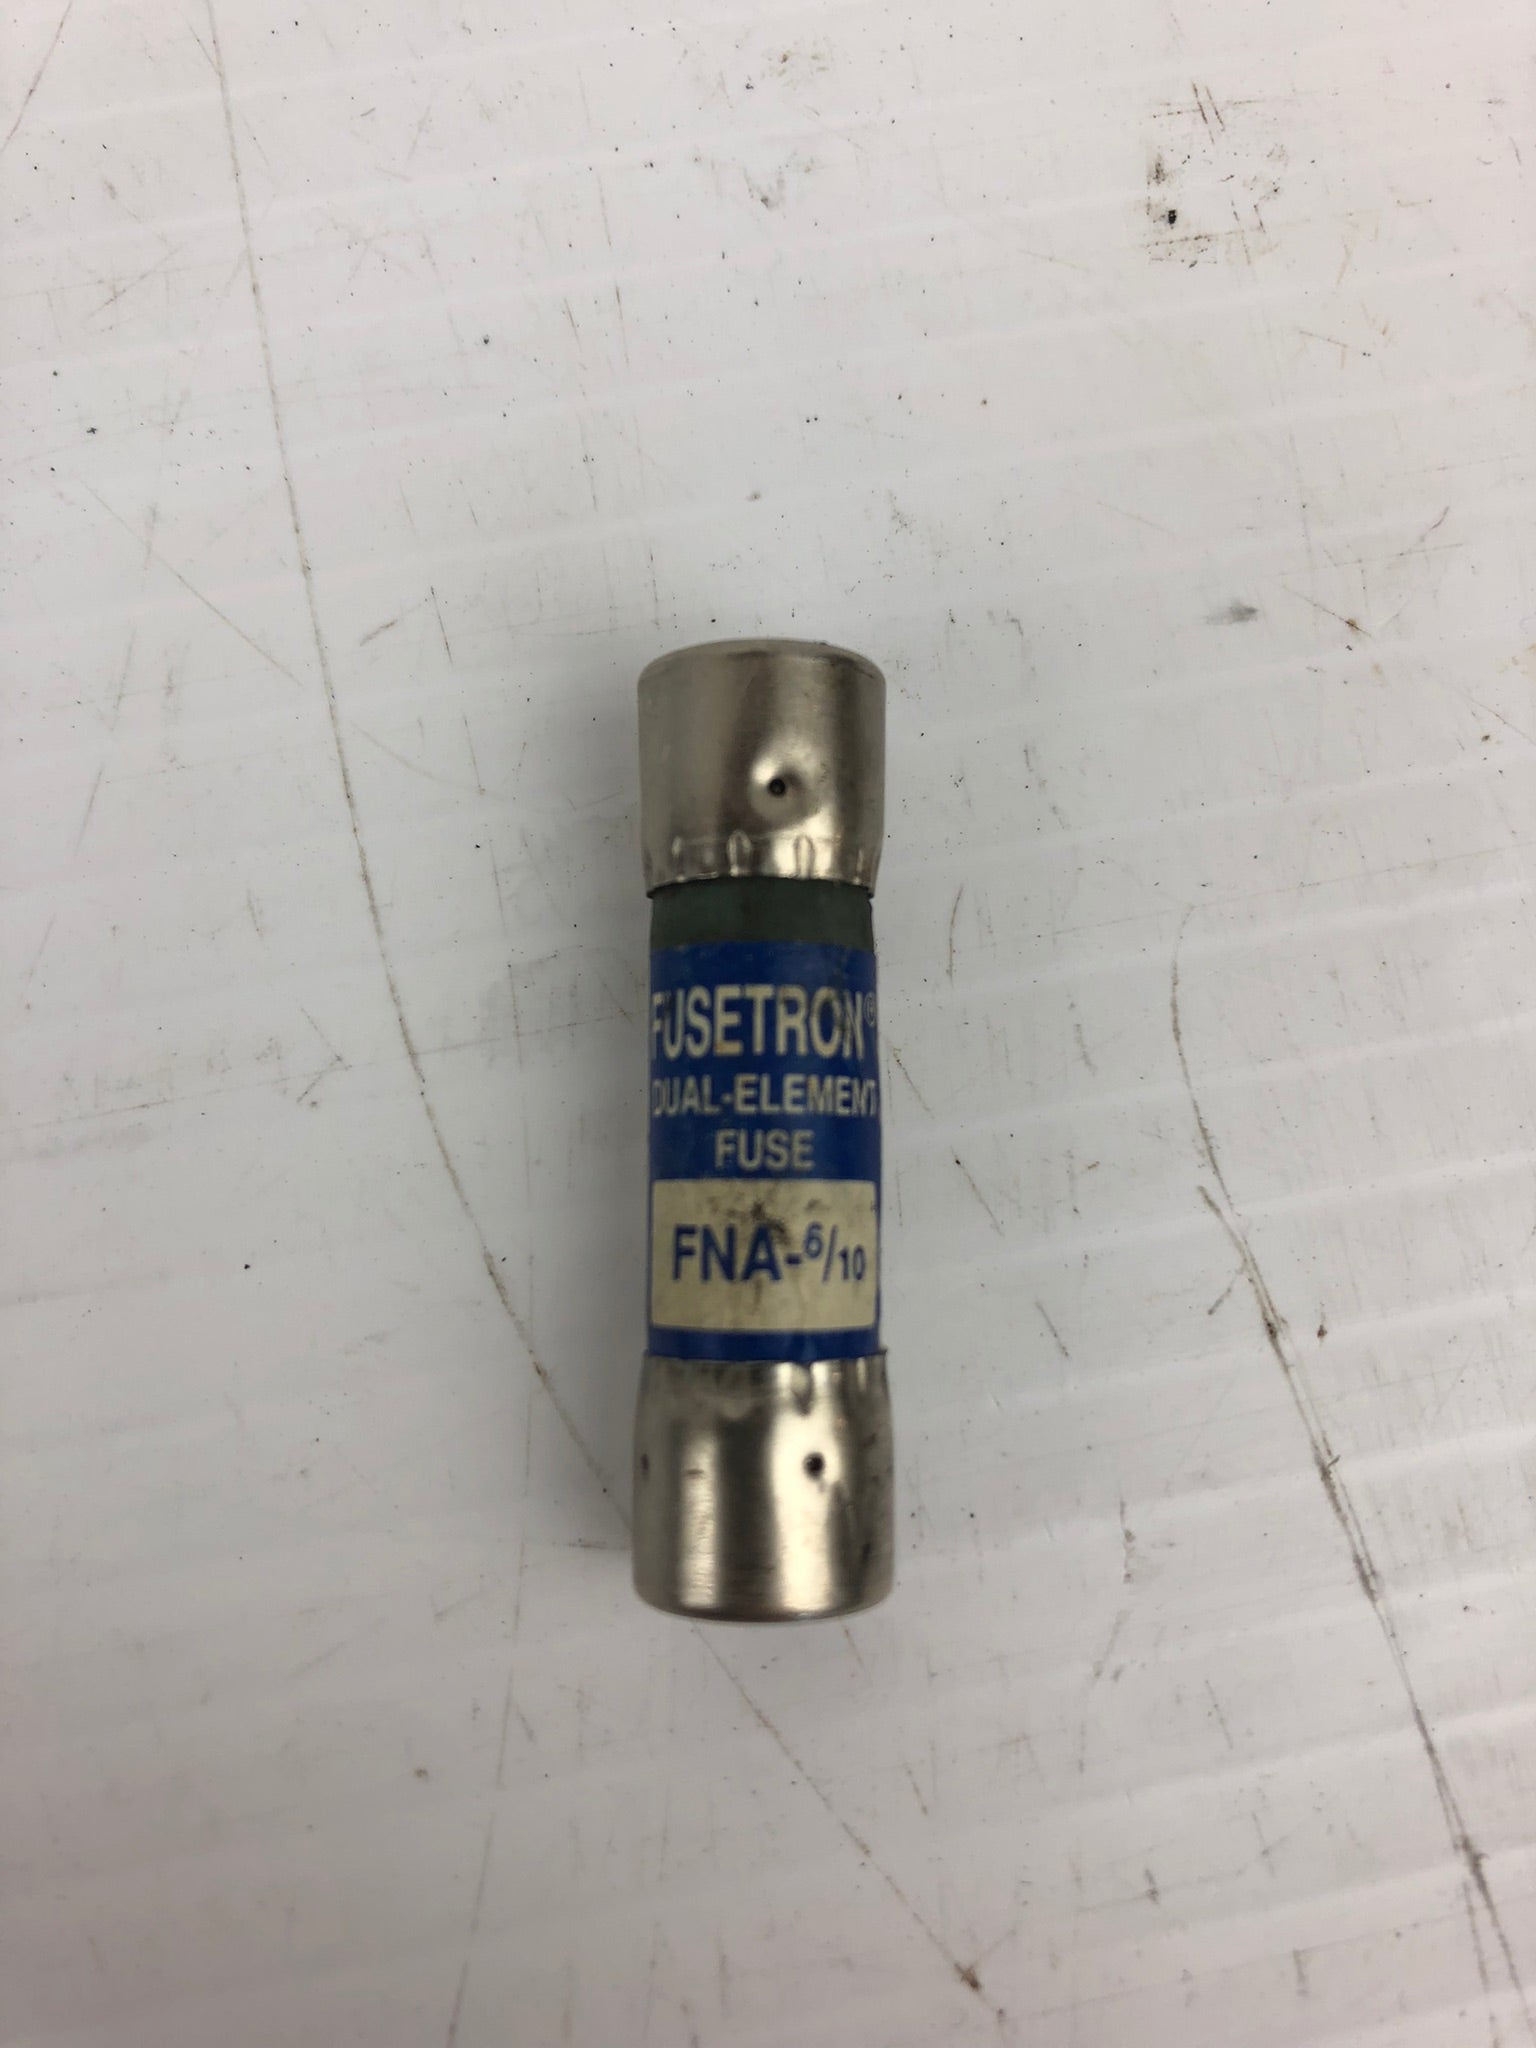 FUSETRON®
DUAL-ELEMENT
FUSE
FNA-6/10